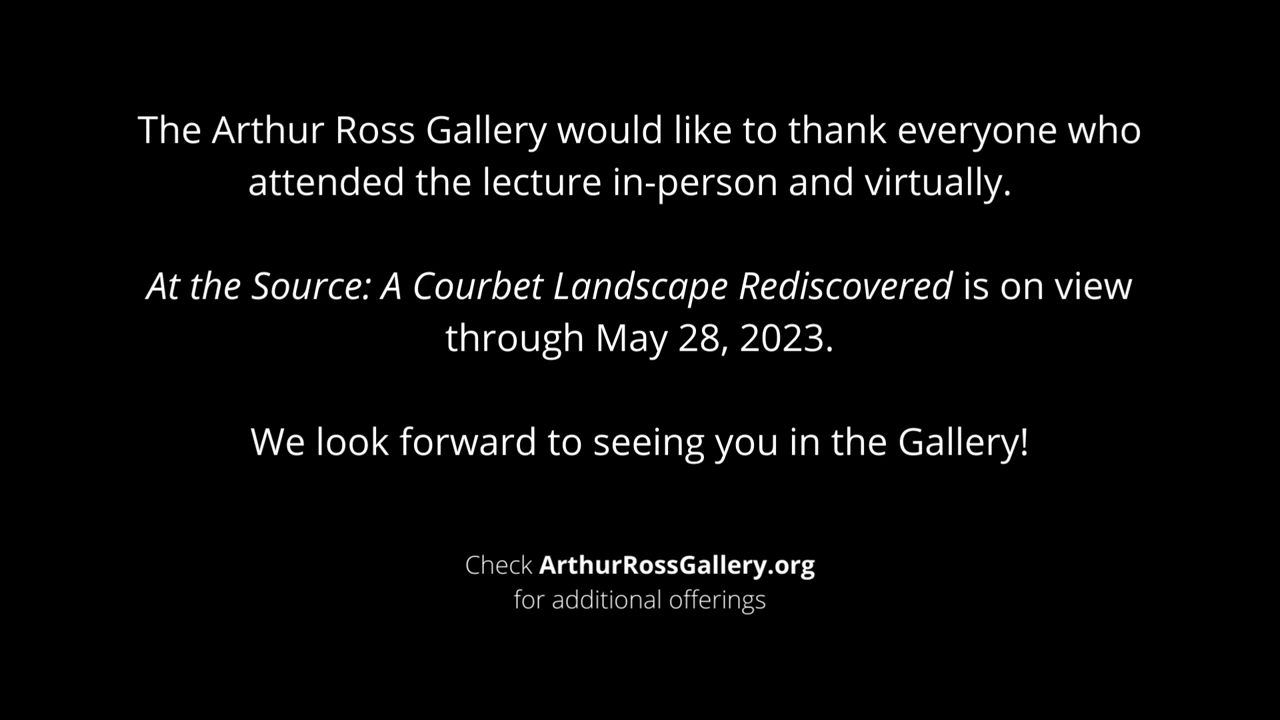 The Arthur Ross Gallery would like to thank everyone who
attended the lecture in-person and virtually.
At the Source: A Courbet Landscape Rediscovered is on view
through May 28, 2023.
We look forward to seeing you in the Gallery!
Check ArthurRossGallery.org
for additional offerings